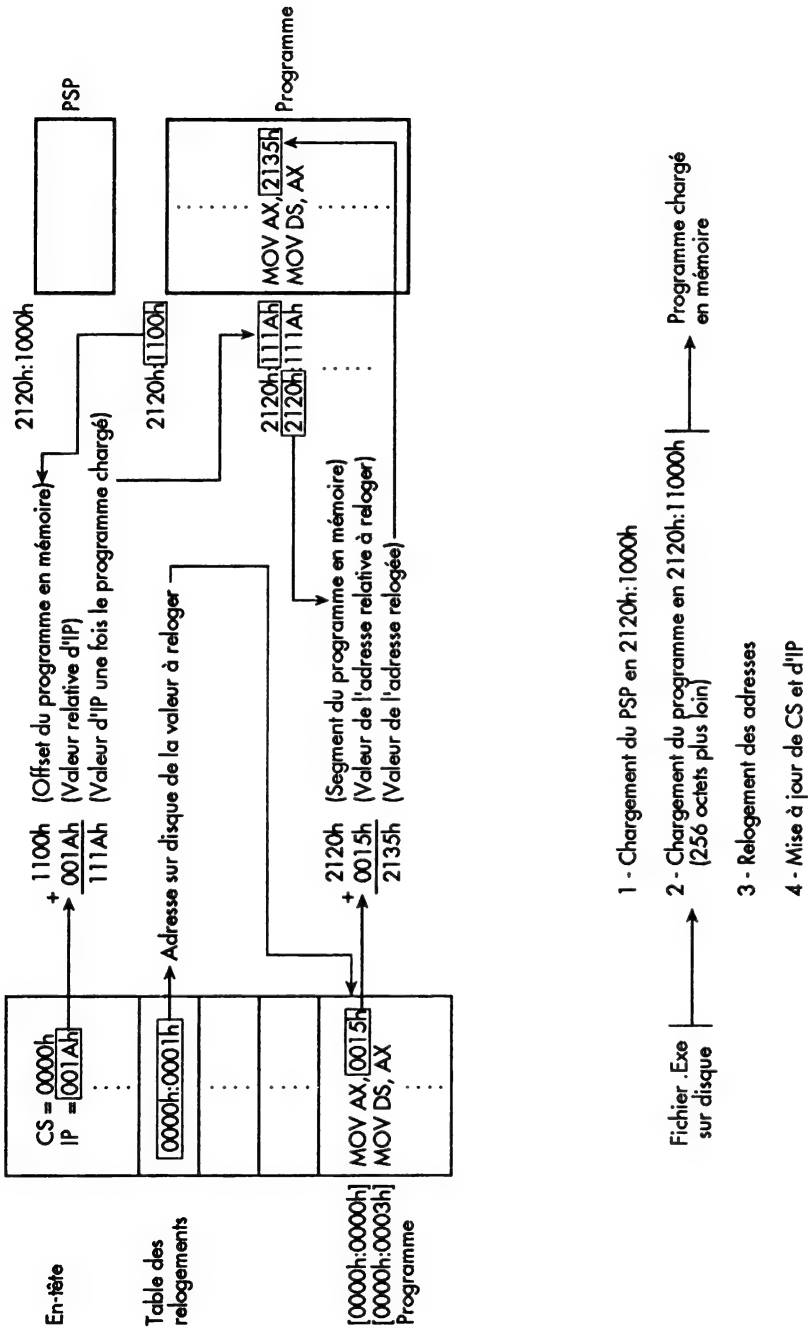 En-tête
CS = 0000h
IP = 001Ah
. . . . .
+ 1100h (Offset du programme en mémoire)
001Ah (Valeur relative d'IP)
111Ah (Valeur d'IP une fois le programme chargé)
2120h:1000h
PSP
Table des
relogements
0000h:0001h
Adresse sur disque de la valeur à reloger
2120h:1100h
. . . . .
. . . . .
[0000h:0000h] MOV AX, 0015h
[0000h:0003h] MOV DS, AX
Programme
. . . . .
+ 2120h (Segment du programme en mémoire)
0015h (Valeur de l'adresse relative à reloger)
2135h (Valeur de l'adresse relogée)
. . . . . . .
2120h:111Ah MOV AX, 2135h
2120h:111Ah MOV DS, AX
. . . . .
. . . . . . .
Programme
Fichier .Exe
sur disque
1 - Chargement du PSP en 2120h:1000h
2 - Chargement du programme en 2120h:11000h
(256 octets plus loin)
3 - Relogement des adresses
4 - Mise à jour de CS et d'IP
Programme chargé
en mémoire